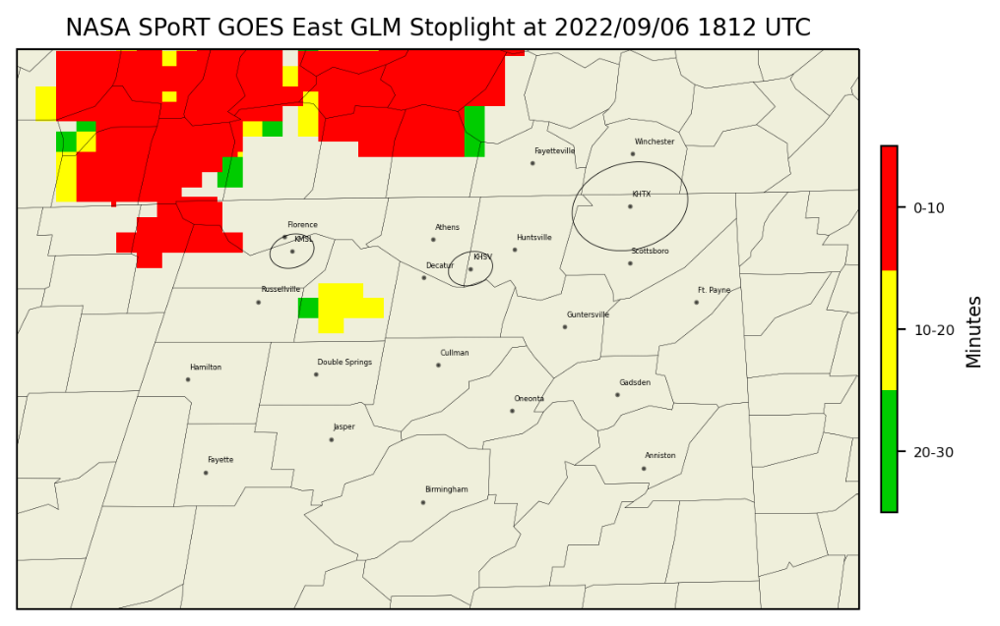 NASA SPoRT GOES East GLM Stoplight at 2022/09/06 1812 UTC
Winchester
Fayetteville
KHTX
0-10
Florence
Athens
KMSL
Huntsville
Scottsboro
KHSV
Decatur
Russellville
Ft. Payne
Guntersville
10-20
Minutes
Cullman
Double Springs
Hamilton
Gadsden
Oneonta
Jasper
20-30
Anniston
Fayette
Birmingham